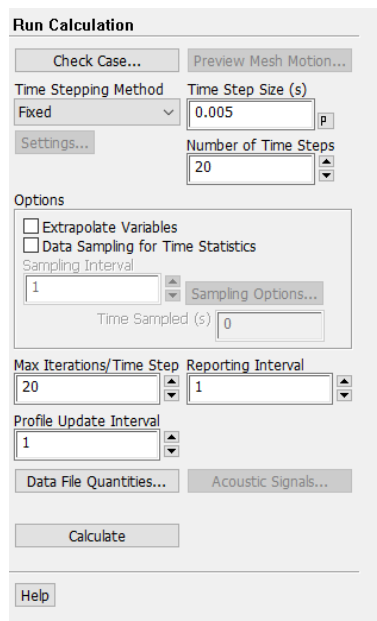 Run Calculation
Check Case...
Preview Mesh Motion...
Time Stepping Method
Time Step Size (s)
Fixed
0.005
P
Settings...
Number of Time Steps
20
Options
Extrapolate Variables
Data Sampling for Time Statistics
Sampling Interval
1
Sampling Options...
Time Sampled (s)
0
Max Iterations/Time Step
Reporting Interval
20
1
Profile Update Interval
1
Data File Quantities...
Acoustic Signals...
Calculate
Help